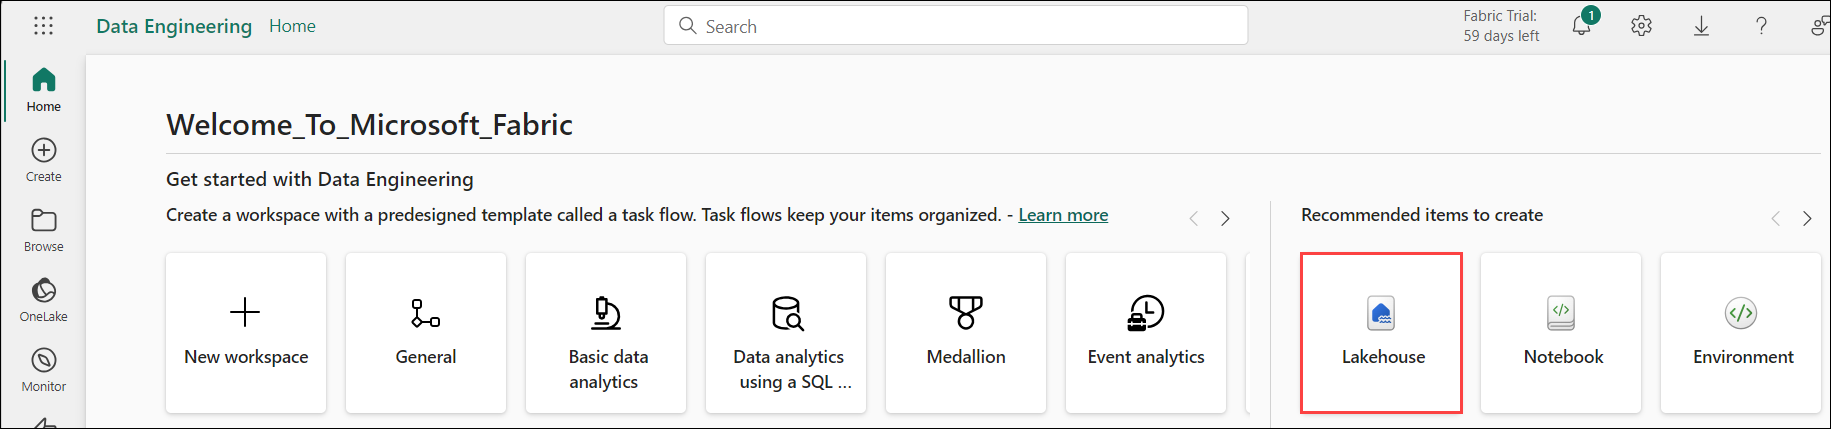 Data Engineering Home
Search
Fabric Trial:
59 days left
1
Home
Create
Browse
OneLake
Monitor
Welcome_To_Microsoft_Fabric
Get started with Data Engineering
Create a workspace with a predesigned template called a task flow. Task flows keep your items organized. - Learn more
New workspace
General
Basic data
analytics
Data analytics
using a SQL ...
Medallion
Event analytics
Recommended items to create
Lakehouse
Notebook
Environment